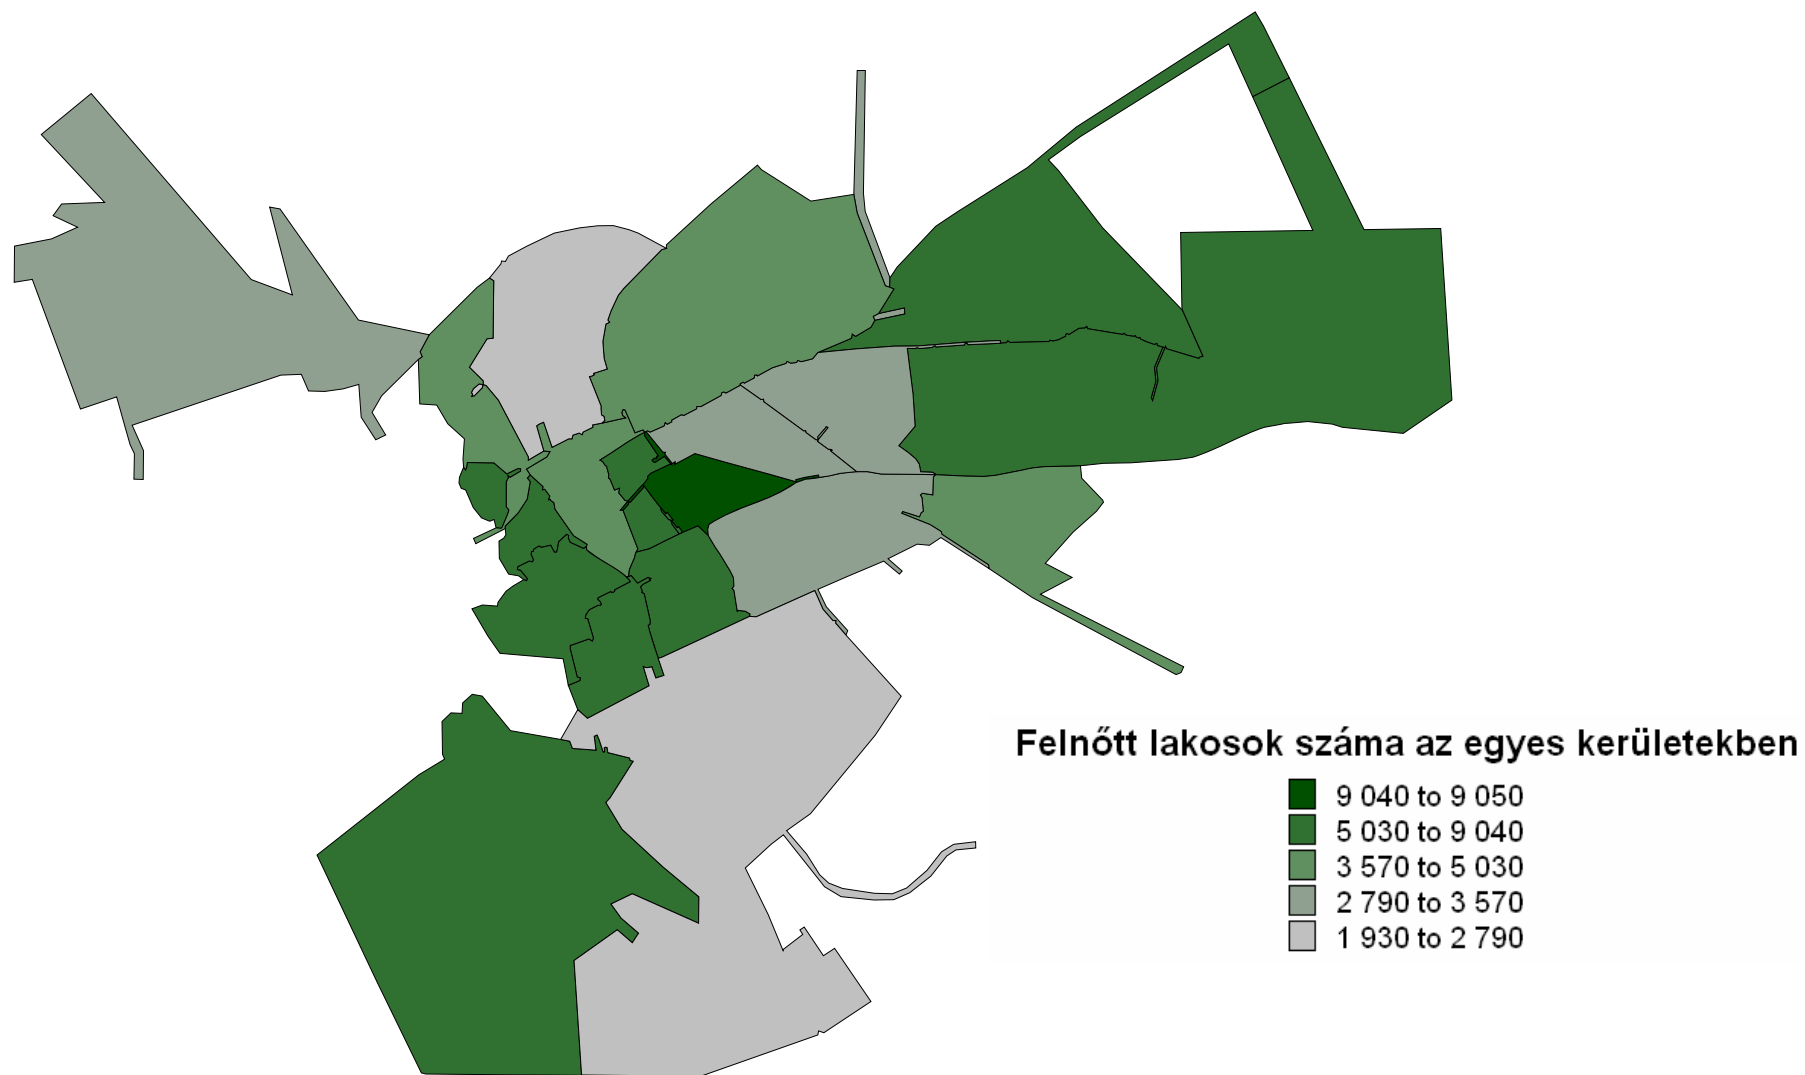 Felnőtt lakosok száma az egyes kerületekben
9 040 to 9 050
5 030 to 9 040
3 570 to 5 030
2 790 to 3 570
1 930 to 2 790